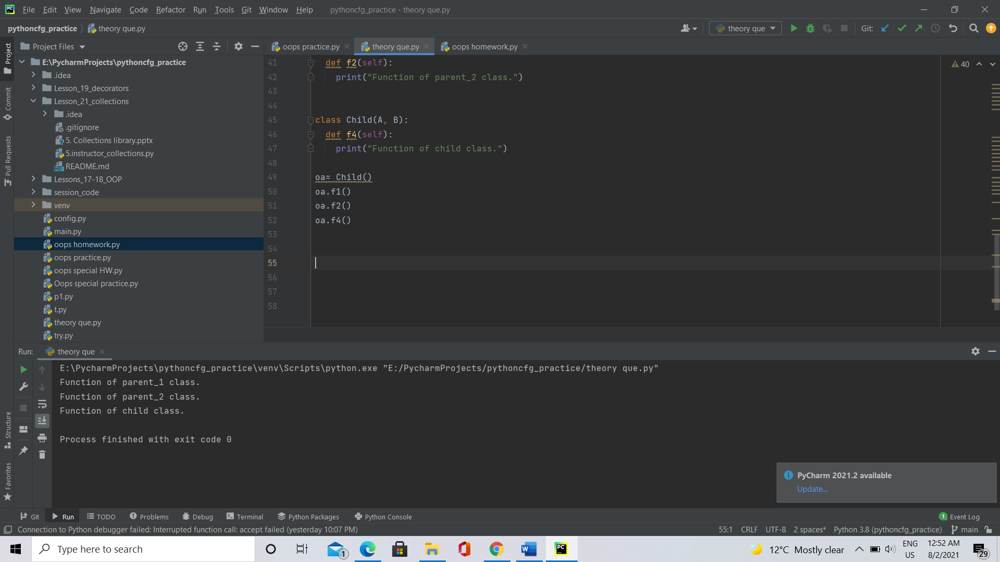 File Edit View Navigate Code Refactor Run Tools Git Window Help pythoncfg_practice - theory que.py
pythoncfg_practice theory que.py theory que Git:
Project Files oops practice.py theory que.py oops homework.py
Project
Commit
Pull Requests
Structure
Favorites
E:\PycharmProjects\pythoncfg_practice
.idea
Lesson_19_decorators
Lesson_21_collections
.idea
.gitignore
5. Collections library.pptx
5.instructor_collections.py
README.md
Lessons_17-18_OOP
session_code
venv
config.py
main.py
oops homework.py
oops practice.py
oops special HW.py
Oops special practice.py
p1.py
t.py
theory que.py
try.py
40
41 def f2(self):
42 print("Function of parent_2 class.")
43
44
45 class Child(A, B):
46 def f4(self):
47 print("Function of child class.")
48
49 oa= Child()
50 oa.f1()
51 oa.f2()
52 oa.f4()
53
54
55
56
57
58
Run: theory que
E:\PycharmProjects\pythoncfg_practice\venv\Scripts\python.exe "E:/PycharmProjects/pythoncfg_practice/theory que.py"
Function of parent_1 class.
Function of parent_2 class.
Function of child class.
Process finished with exit code 0
PyCharm 2021.2 available
Update...
Git Run TODO Problems Debug Terminal Python Packages Python Console 1 Event Log
Connection to Python debugger failed: Interrupted function call: accept failed (yesterday 10:07 PM) 55:1 CRLF UTF-8 2 spaces* Python 3.8 (pythoncfg_practice) main
Type here to search 1 12°C Mostly clear ENG US 12:52 AM 8/2/2021 29